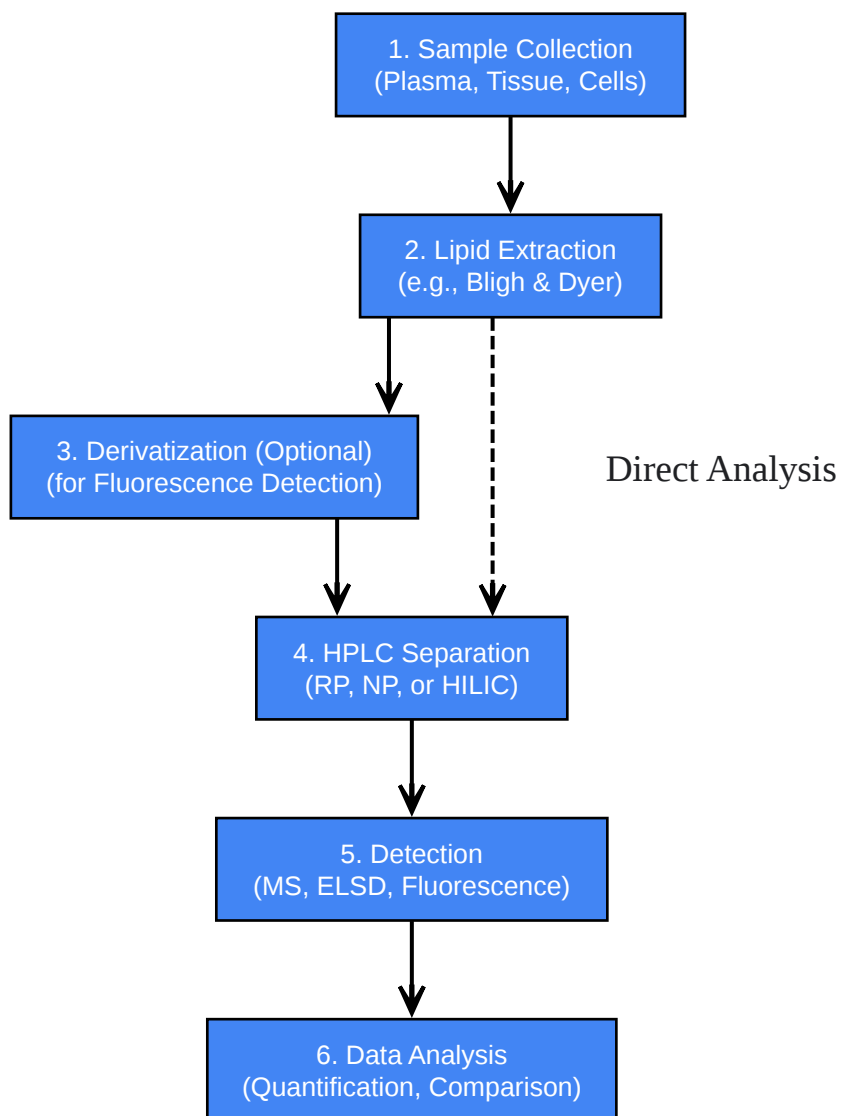 1. Sample Collection
(Plasma, Tissue, Cells)
2. Lipid Extraction
(e.g., Bligh & Dyer)
3. Derivatization (Optional)
(for Fluorescence Detection)
Direct Analysis
4. HPLC Separation
(RP, NP, or HILIC)
5. Detection
(MS, ELSD, Fluorescence)
6. Data Analysis
(Quantification, Comparison)